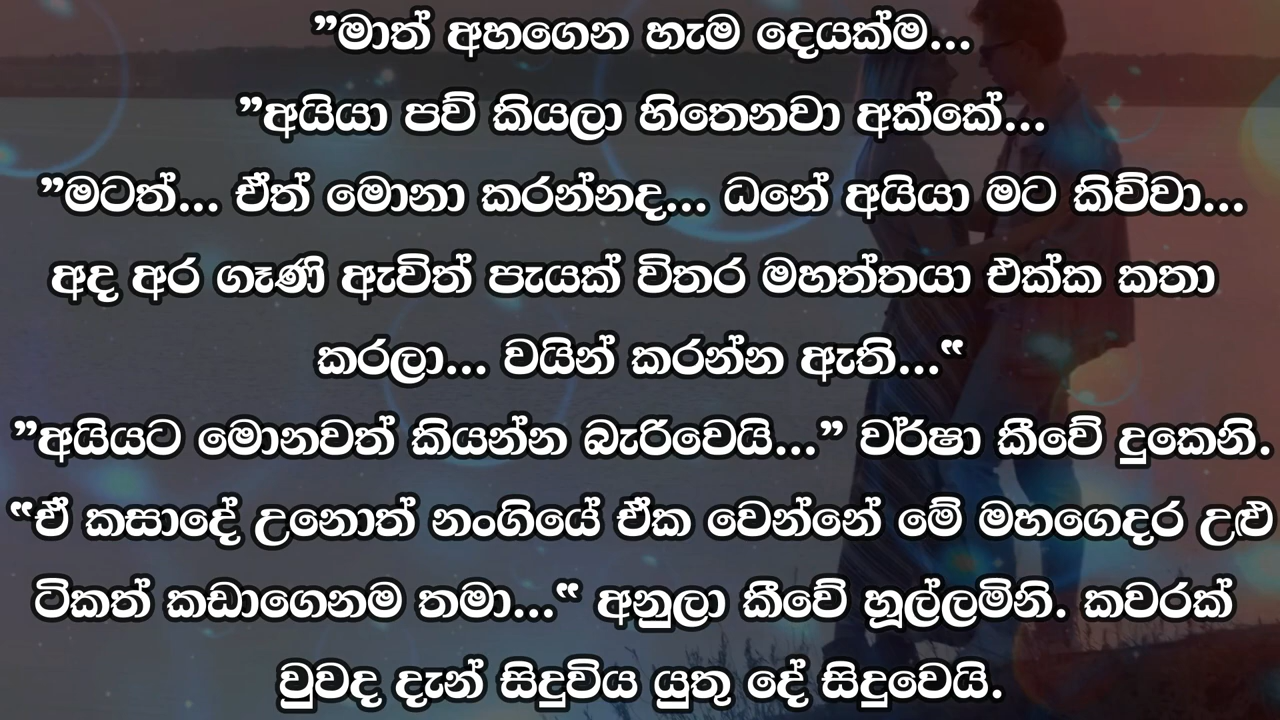 ”මාත් අහගෙන හැම දෙයක්ම...
”අයියා පව් කියලා හිතෙනවා අක්කේ...
”මටත්... ඒත් මොනා කරන්නද... ධනේ අයියා මට කිව්වා...
අද අර ගෑණි ඇවිත් පැයක් විතර මහත්තයා එක්ක කතා
කරලා... වයින් කරන්න ඇති...“
”අයියට මොනවත් කියන්න බැරිවෙයි...” වර්ෂා කීවේ දුකෙනි.
“ඒ කසාදේ උනොත් නංගියේ ඒක වෙන්නේ මේ මහගෙදර උළු
ටිකත් කඩාගෙනම තමා...“ අනුලා කීවේ හූල්ලමිනි. කවරක්
වුවද දැන් සිදුවිය යුතු දේ සිදුවෙයි.